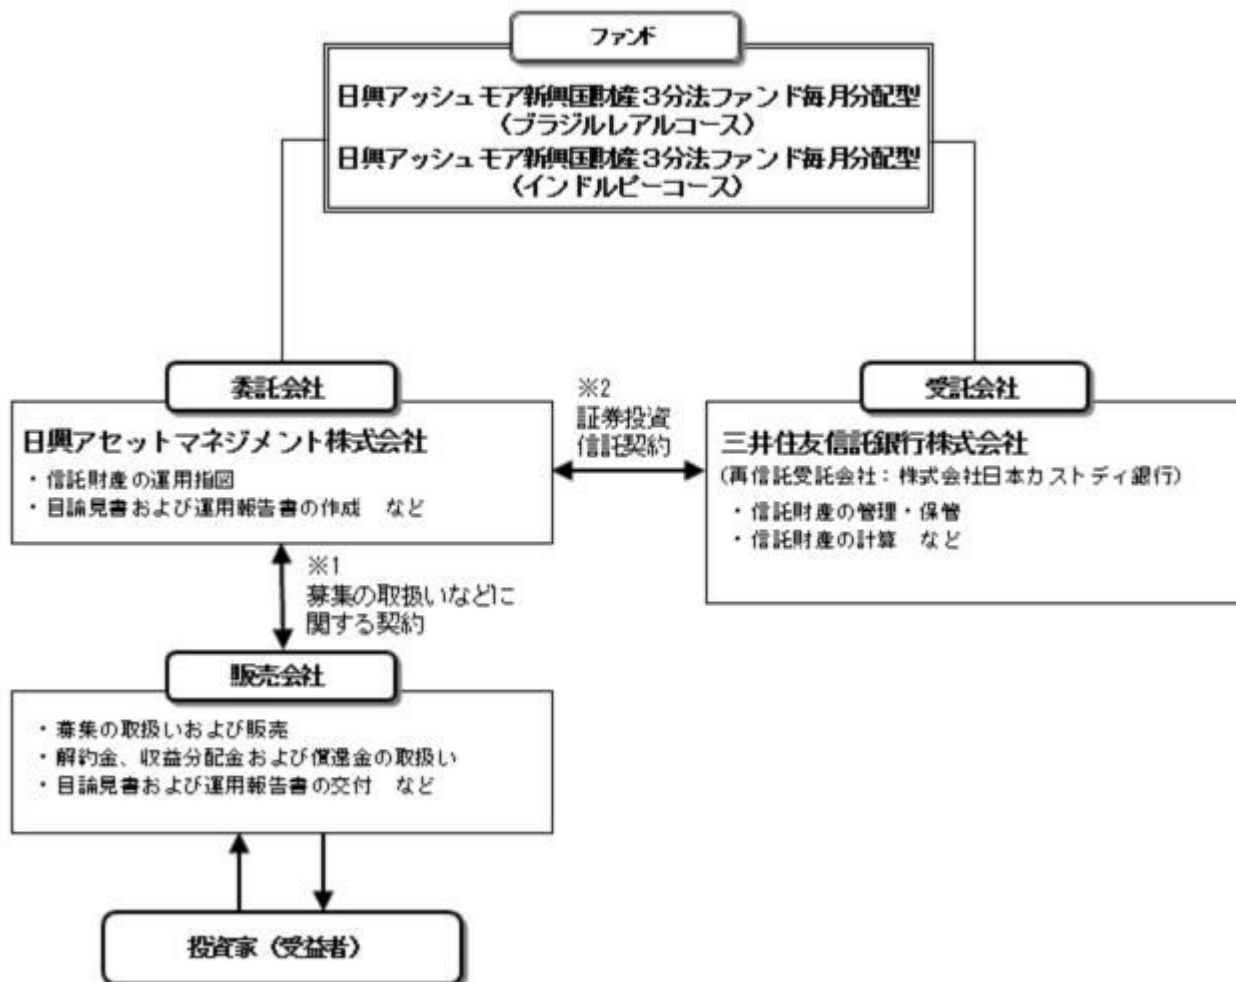 ファンド
日興アッシュモア新興国財産3分法ファンド毎月分配型
(ブラジルレアルコース)
日興アッシュモア新興国財産3分法ファンド毎月分配型
(インドルピーコース)
委託会社
日興アセットマネジメント株式会社
・信託財産の運用指図
・目論見書および運用報告書の作成 など
※2
証券投資
信託契約
受託会社
三井住友信託銀行株式会社
(再信託受託会社:株式会社日本カストディ銀行)
・信託財産の管理・保管
・信託財産の計算 など
※1
募集の取扱いなどに
関する契約
販売会社
・募集の取扱いおよび販売
・解約金、収益分配金および償還金の取扱い
・目論見書および運用報告書の交付 など
投資家(受益者)